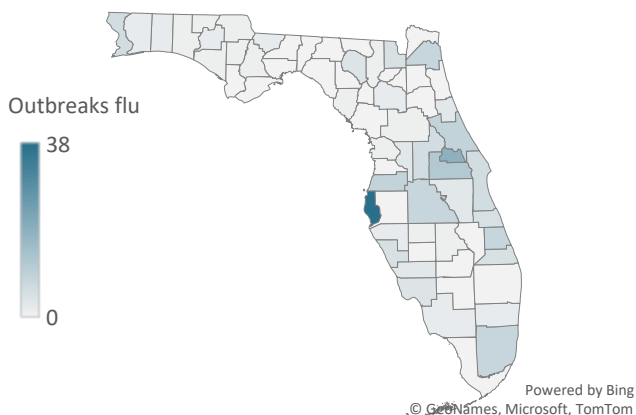 Outbreaks flu
38
0
Powered by Bing
© GeoNames, Microsoft, TomTom